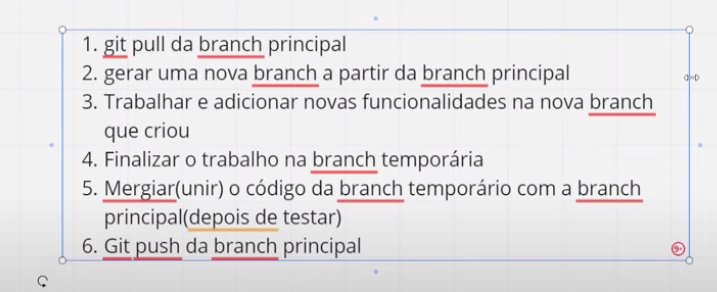 1. git pull da branch principal
2. gerar uma nova branch a partir da branch principal
3. Trabalhar e adicionar novas funcionalidades na nova branch
que criou
4. Finalizar o trabalho na branch temporária
5. Mergiar(unir) o código da branch temporário com a branch
principal(depois de testar)
6. Git push da branch principal
9+